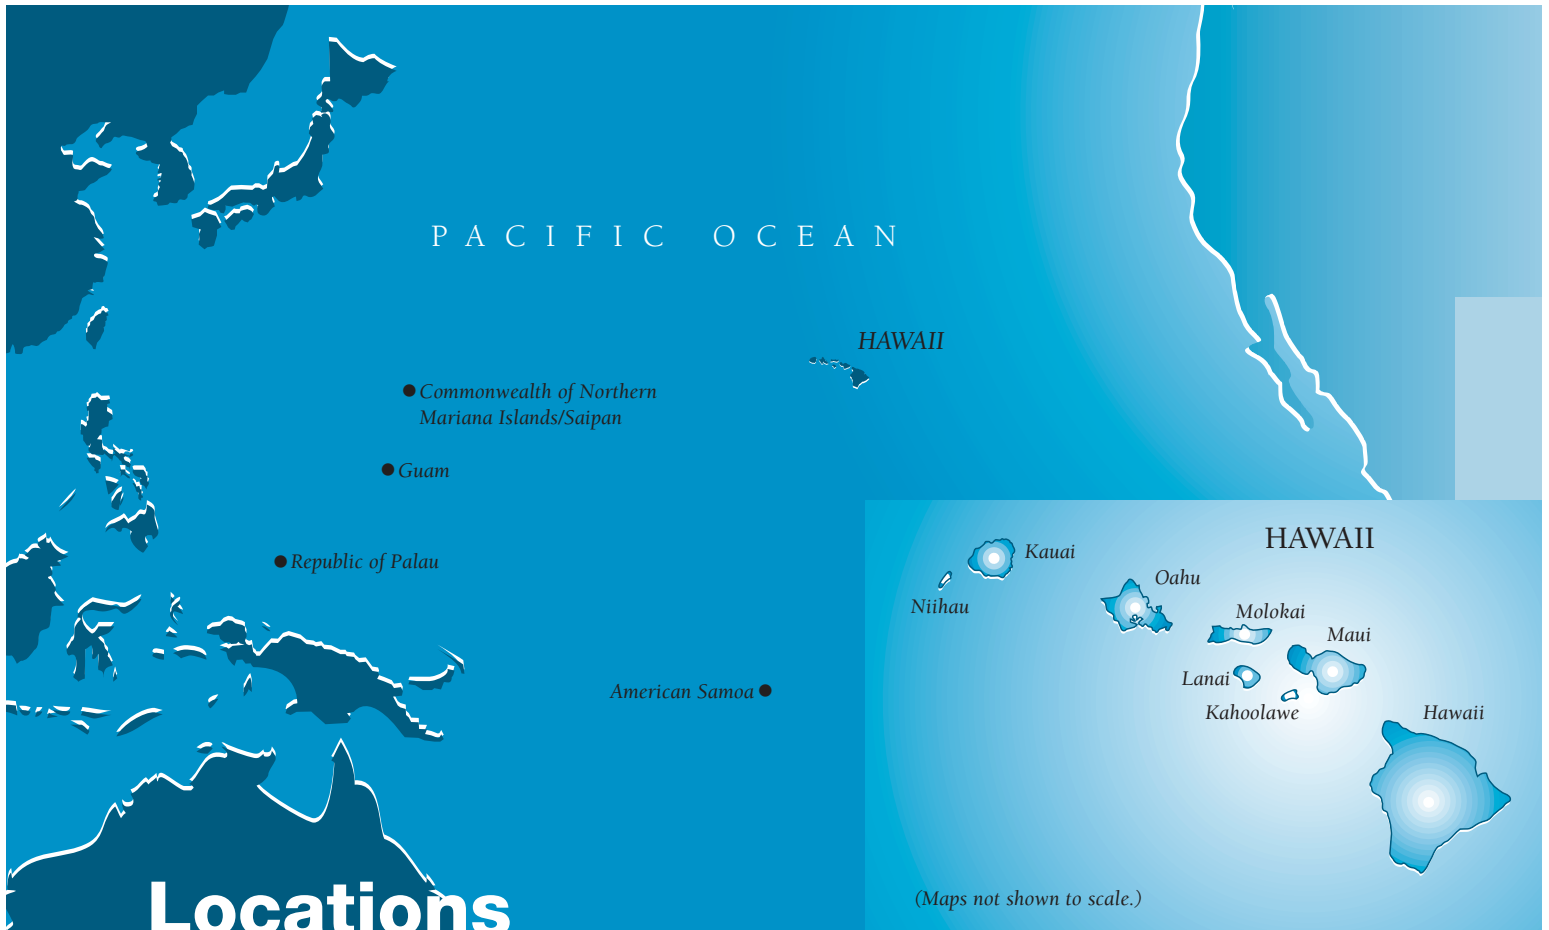 PACIFIC OCEAN
HAWAII
Commonwealth of Northern
Mariana Islands/Saipan
Guam
Republic of Palau
American Samoa
HAWAII
Kauai
Niihau
Oahu
Molokai
Maui
Lanai
Kahoolawe
Hawaii
(Maps not shown to scale.)
Locations